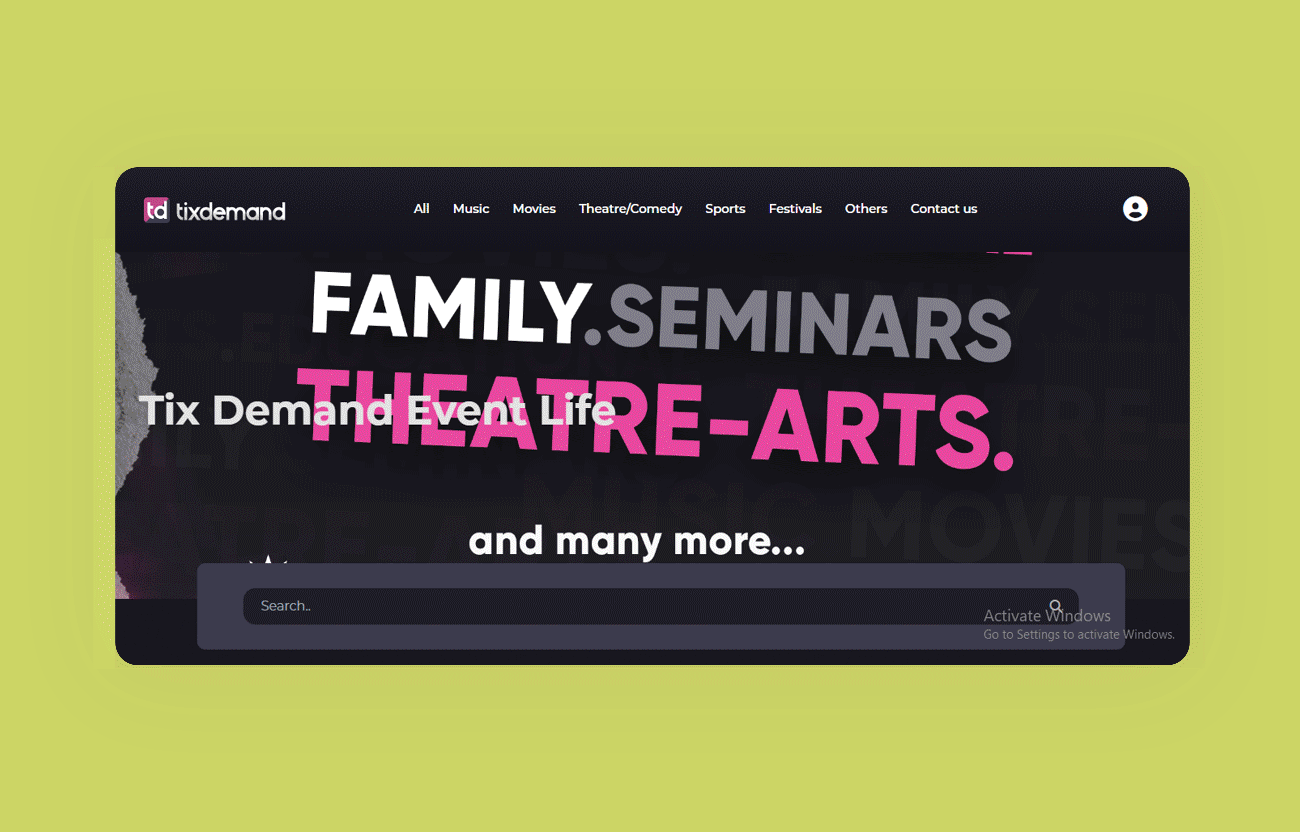 td tixdemand
All Music Movies Theatre/Comedy Sports Festivals Others Contact us
FAMILY.SEMINARS
THEATRE-ARTS.
Tix Demand Event Life
MUSIC MOVIES
and many more...
Search..
Activate Windows
Go to Settings to activate Windows.